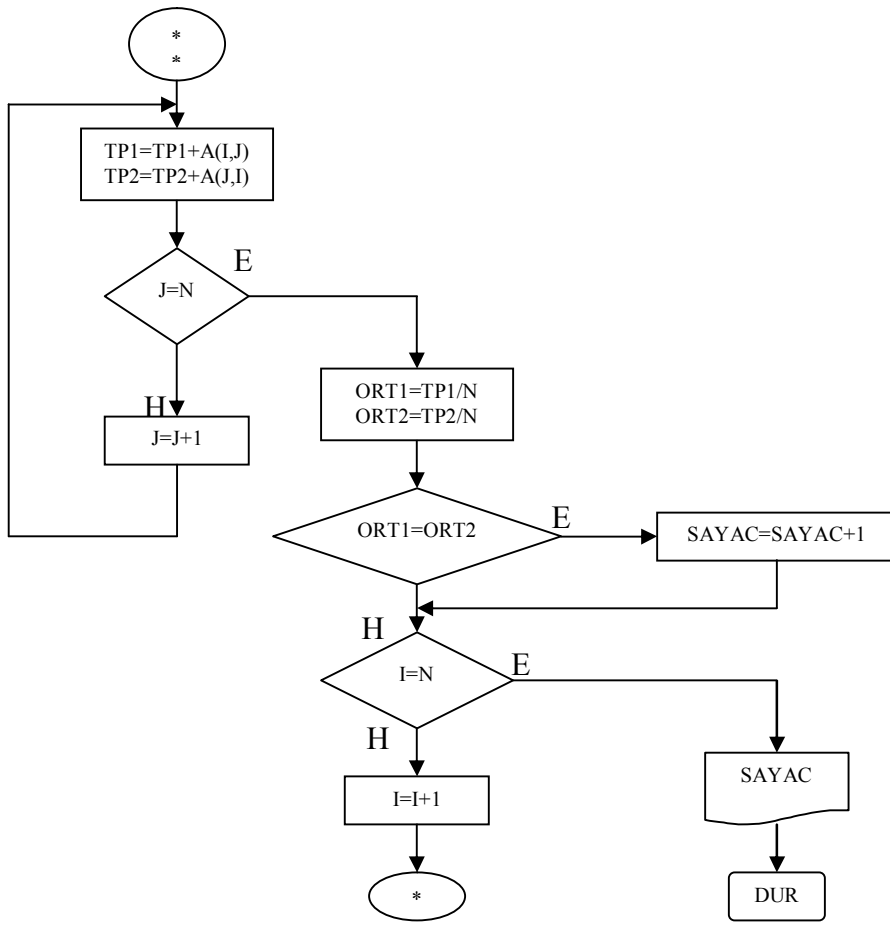 *
*
TP1=TP1+A(I,J)
TP2=TP2+A(J,I)
E
J=N
H
J=J+1
ORT1=TP1/N
ORT2=TP2/N
ORT1=ORT2
E
SAYAC=SAYAC+1
H
I=N
E
H
I=I+1
*
SAYAC
DUR